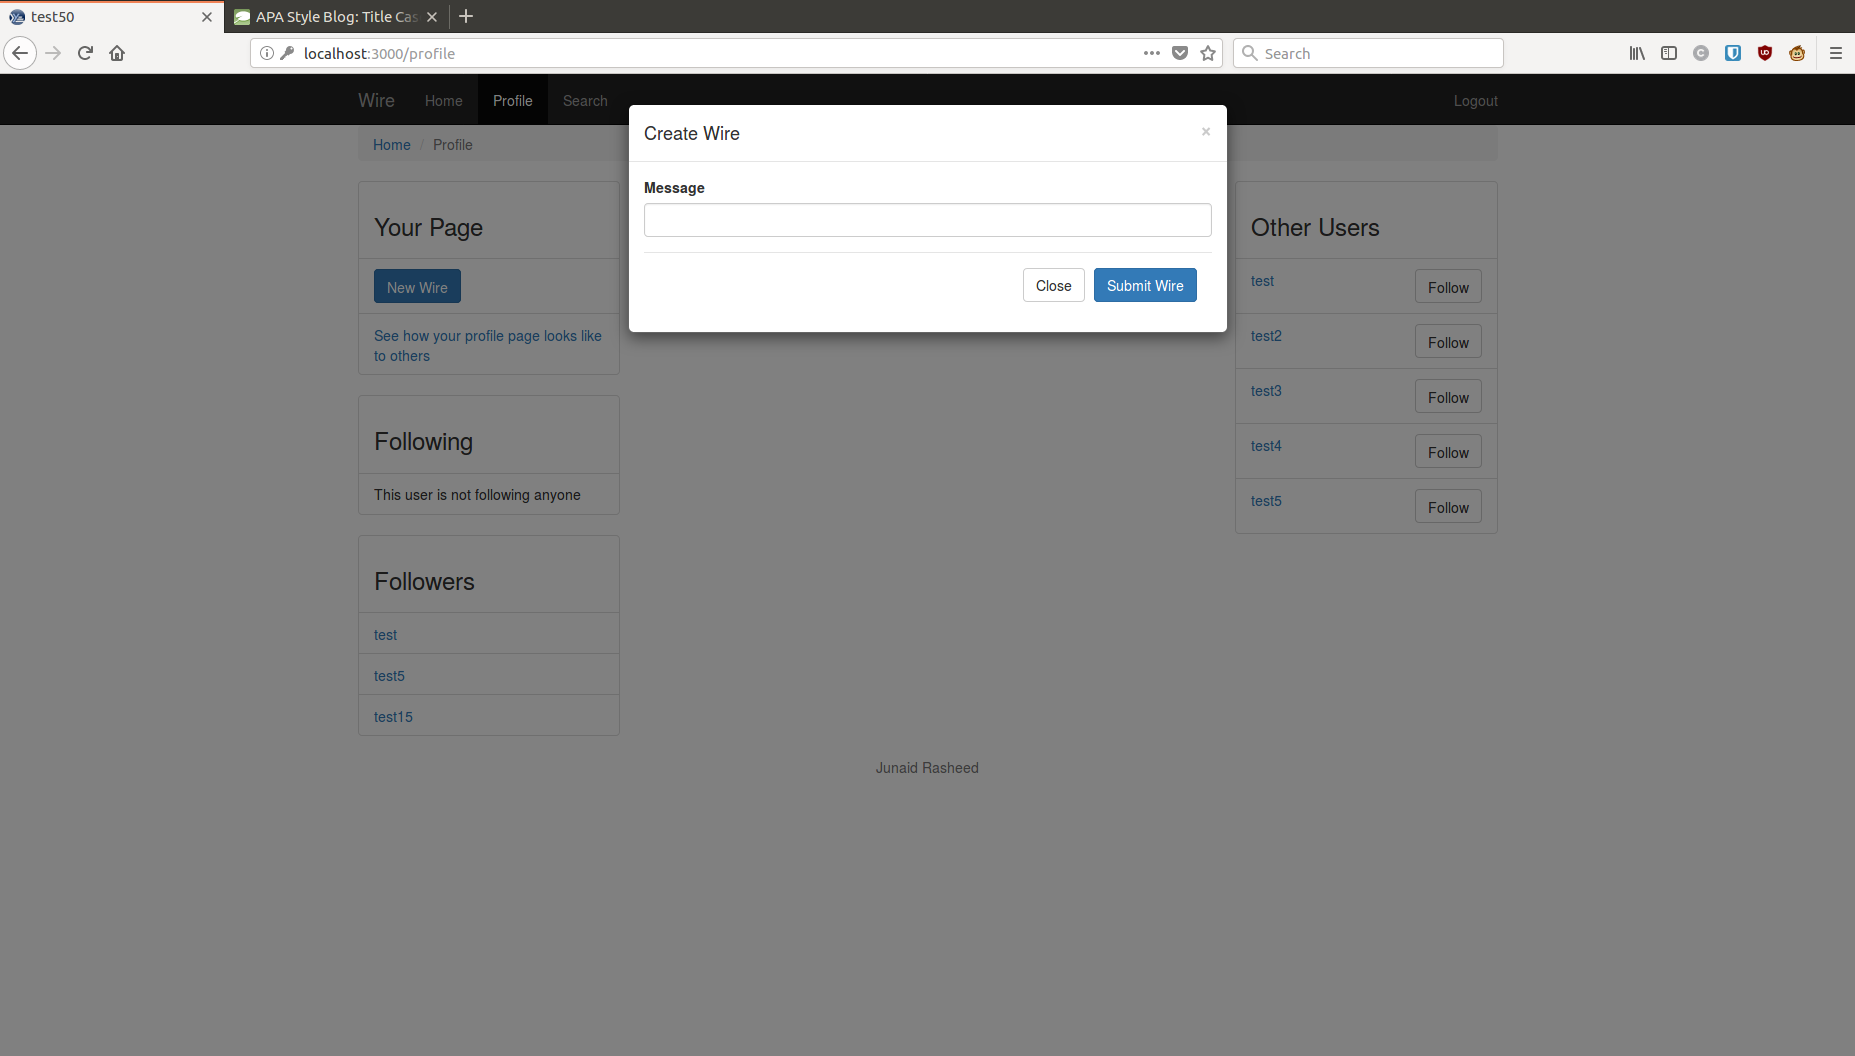 test50
APA Style Blog: Title Cas
localhost:3000/profile
Search
Wire Home Profile Search Logout
Home / Profile
Create Wire ×
Message
Close Submit Wire
Your Page
New Wire
See how your profile page looks like
to others
Following
This user is not following anyone
Followers
test
test5
test15
Other Users
test Follow
test2 Follow
test3 Follow
test4 Follow
test5 Follow
Junaid Rasheed